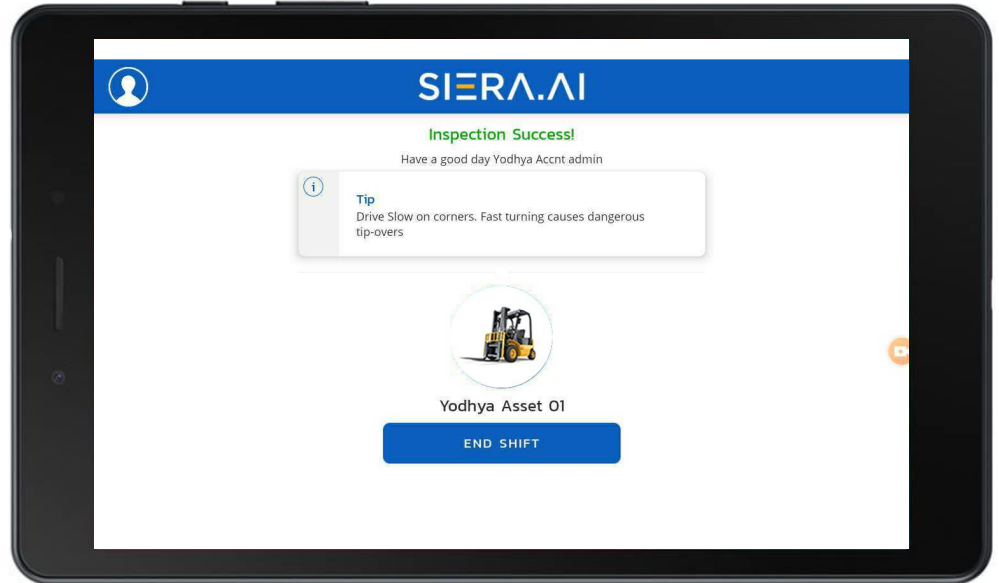 SIERA.AI
Inspection Success!
Have a good day Yodhya Accnt admin
i
Tip
Drive Slow on corners. Fast turning causes dangerous
tip-overs
Yodhya Asset 01
END SHIFT